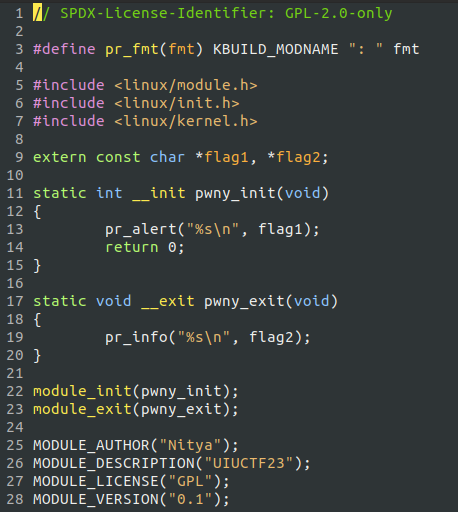 1 // SPDX-License-Identifier: GPL-2.0-only
2
3 #define pr_fmt(fmt) KBUILD_MODNAME ": " fmt
4
5 #include <linux/module.h>
6 #include <linux/init.h>
7 #include <linux/kernel.h>
8
9 extern const char *flag1, *flag2;
10
11 static int __init pwny_init(void)
12 {
13         pr_alert("%s\n", flag1);
14         return 0;
15 }
16
17 static void __exit pwny_exit(void)
18 {
19         pr_info("%s\n", flag2);
20 }
21
22 module_init(pwny_init);
23 module_exit(pwny_exit);
24
25 MODULE_AUTHOR("Nitya");
26 MODULE_DESCRIPTION("UIUCTF23");
27 MODULE_LICENSE("GPL");
28 MODULE_VERSION("0.1");